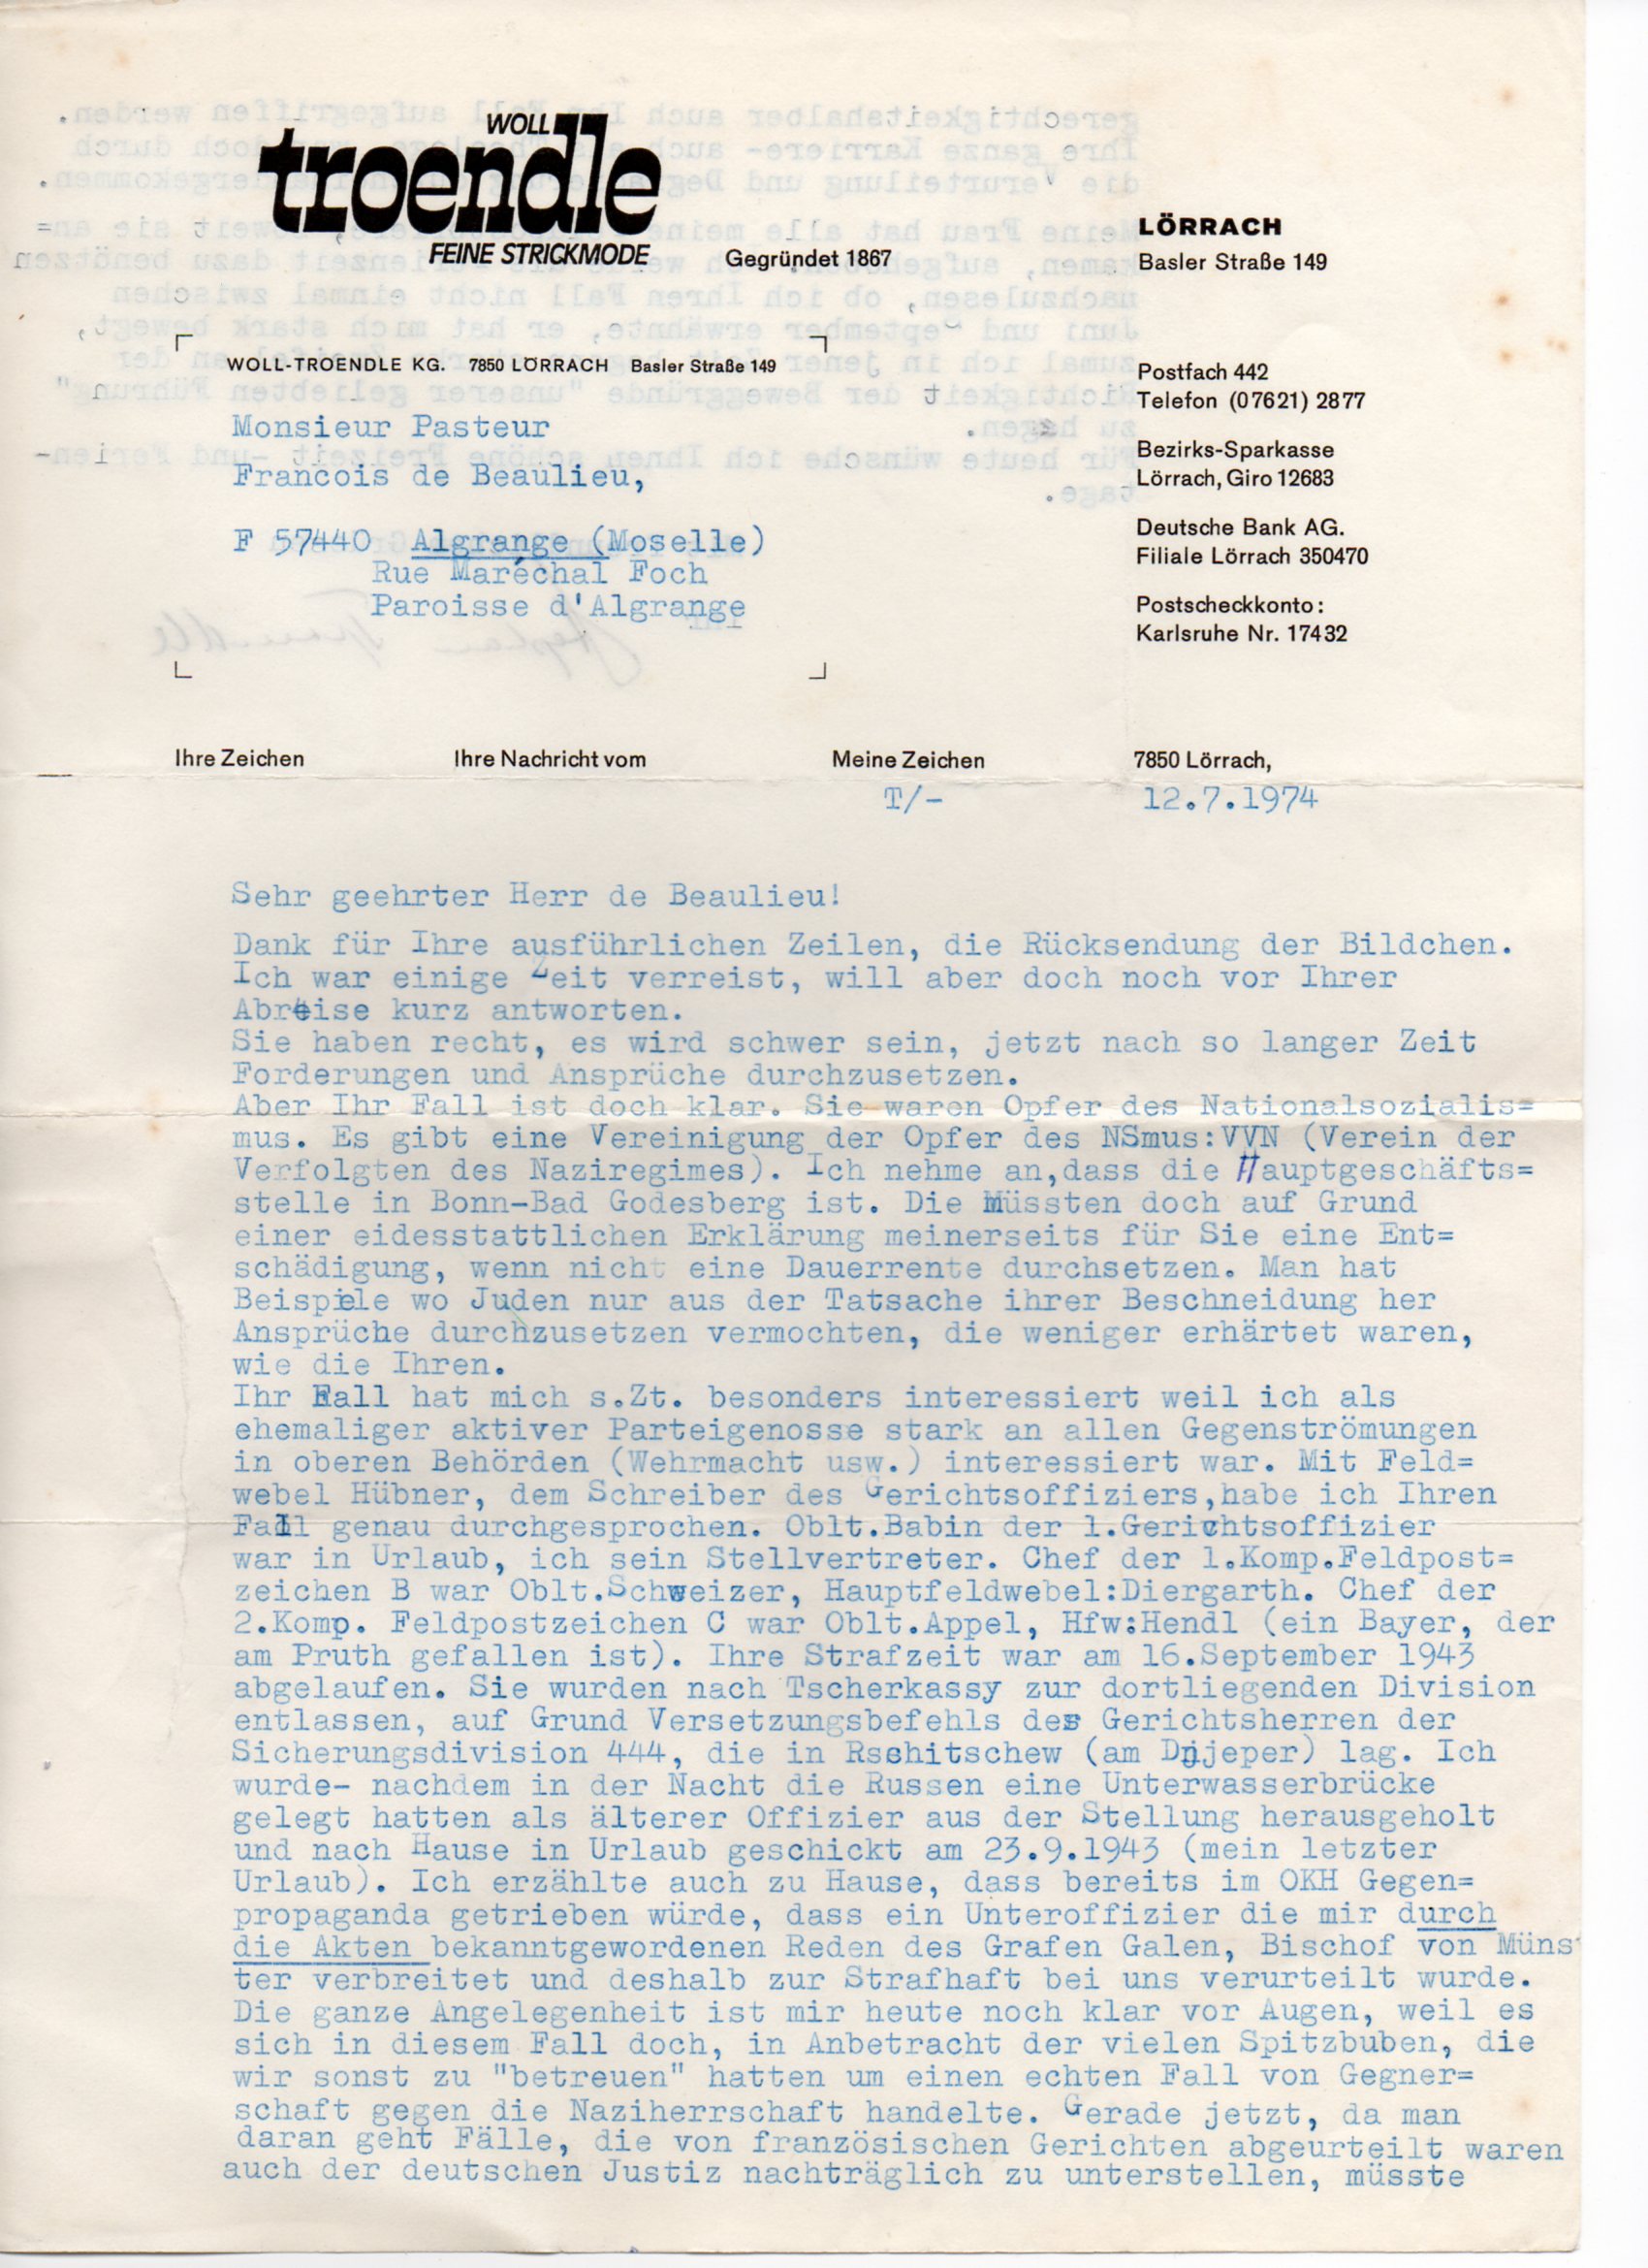 WOLL
troendle
FEINE STRICKMODE
Gegründet 1867
LÖRRACH
Basler Straße 149
WOLL-TROENDLE KG. 7850 LÖRRACH Basler Straße 149
Postfach 442
Telefon (07621) 2877
Bezirks-Sparkasse
Lörrach, Giro 12683
Deutsche Bank AG.
Filiale Lörrach 350470
Postscheckkonto:
Karlsruhe Nr. 17432
Monsieur Pasteur
Francois de Beaulieu,
F 57440 Algrange (Moselle)
Rue Maréchal Foch
Paroisse d'Algrange
Ihre Zeichen Ihre Nachricht vom Meine Zeichen 7850 Lörrach,
T/- 12.7.1974
Sehr geehrter Herr de Beaulieu!
Dank für Ihre ausführlichen Zeilen, die Rücksendung der Bildchen.
Ich war einige Zeit verreist, will aber doch noch vor Ihrer
Abreise kurz antworten.
Sie haben recht, es wird schwer sein, jetzt nach so langer Zeit
Forderungen und Ansprüche durchzusetzen.
Aber Ihr Fall ist doch klar. Sie waren Opfer des Nationalsozialis=
mus. Es gibt eine Vereinigung der Opfer des NSmus:VVN (Verein der
Verfolgten des Naziregimes). Ich nehme an,dass die Hauptgeschäfts=
stelle in Bonn-Bad Godesberg ist. Die Müssten doch auf Grund
einer eidesstattlichen Erklärung meinerseits für Sie eine Ent=
schädigung, wenn nicht eine Dauerrente durchsetzen. Man hat
Beispiele wo Juden nur aus der Tatsache ihrer Beschneidung her
Ansprüche durchzusetzen vermochten, die weniger erhärtet waren,
wie die Ihren.
Ihr Fall hat mich s.Zt. besonders interessiert weil ich als
ehemaliger aktiver Parteigenosse stark an allen Gegenströmungen
in oberen Behörden (Wehrmacht usw.) interessiert war. Mit Feld=
webel Hübner, dem Schreiber des Gerichtsoffiziers,habe ich Ihren
Fall genau durchgesprochen. Oblt.Babin der 1.Gerichtsoffizier
war in Urlaub, ich sein Stellvertreter. Chef der 1.Komp.Feldpost=
zeichen B war Oblt.Schweizer, Hauptfeldwebel:Diergarth. Chef der
2.Komp. Feldpostzeichen C war Oblt.Appel, Hfw:Hendl (ein Bayer, der
am Pruth gefallen ist). Ihre Strafzeit war am 16.September 1943
abgelaufen. Sie wurden nach Tscherkassy zur dortliegenden Division
entlassen, auf Grund Versetzungsbefehls des Gerichtsherren der
Sicherungsdivision 444, die in Rschitschew (am Dnjeper) lag. Ich
wurde- nachdem in der Nacht die Russen eine Unterwasserbrücke
gelegt hatten als älterer Offizier aus der Stellung herausgeholt
und nach Hause in Urlaub geschickt am 23.9.1943 (mein letzter
Urlaub). Ich erzählte auch zu Hause, dass bereits im OKH Gegen=
propaganda getrieben würde, dass ein Unteroffizier die mir durch
die Akten bekanntgewordenen Reden des Grafen Galen, Bischof von Müns
ter verbreitet und deshalb zur Strafhaft bei uns verurteilt wurde.
Die ganze Angelegenheit ist mir heute noch klar vor Augen, weil es
sich in diesem Fall doch, in Anbetracht der vielen Spitzbuben, die
wir sonst zu "betreuen" hatten um einen echten Fall von Gegner=
schaft gegen die Naziherrschaft handelte. Gerade jetzt, da man
daran geht Fälle, die von französischen Gerichten abgeurteilt waren
auch der deutschen Justiz nachträglich zu unterstellen, müsste